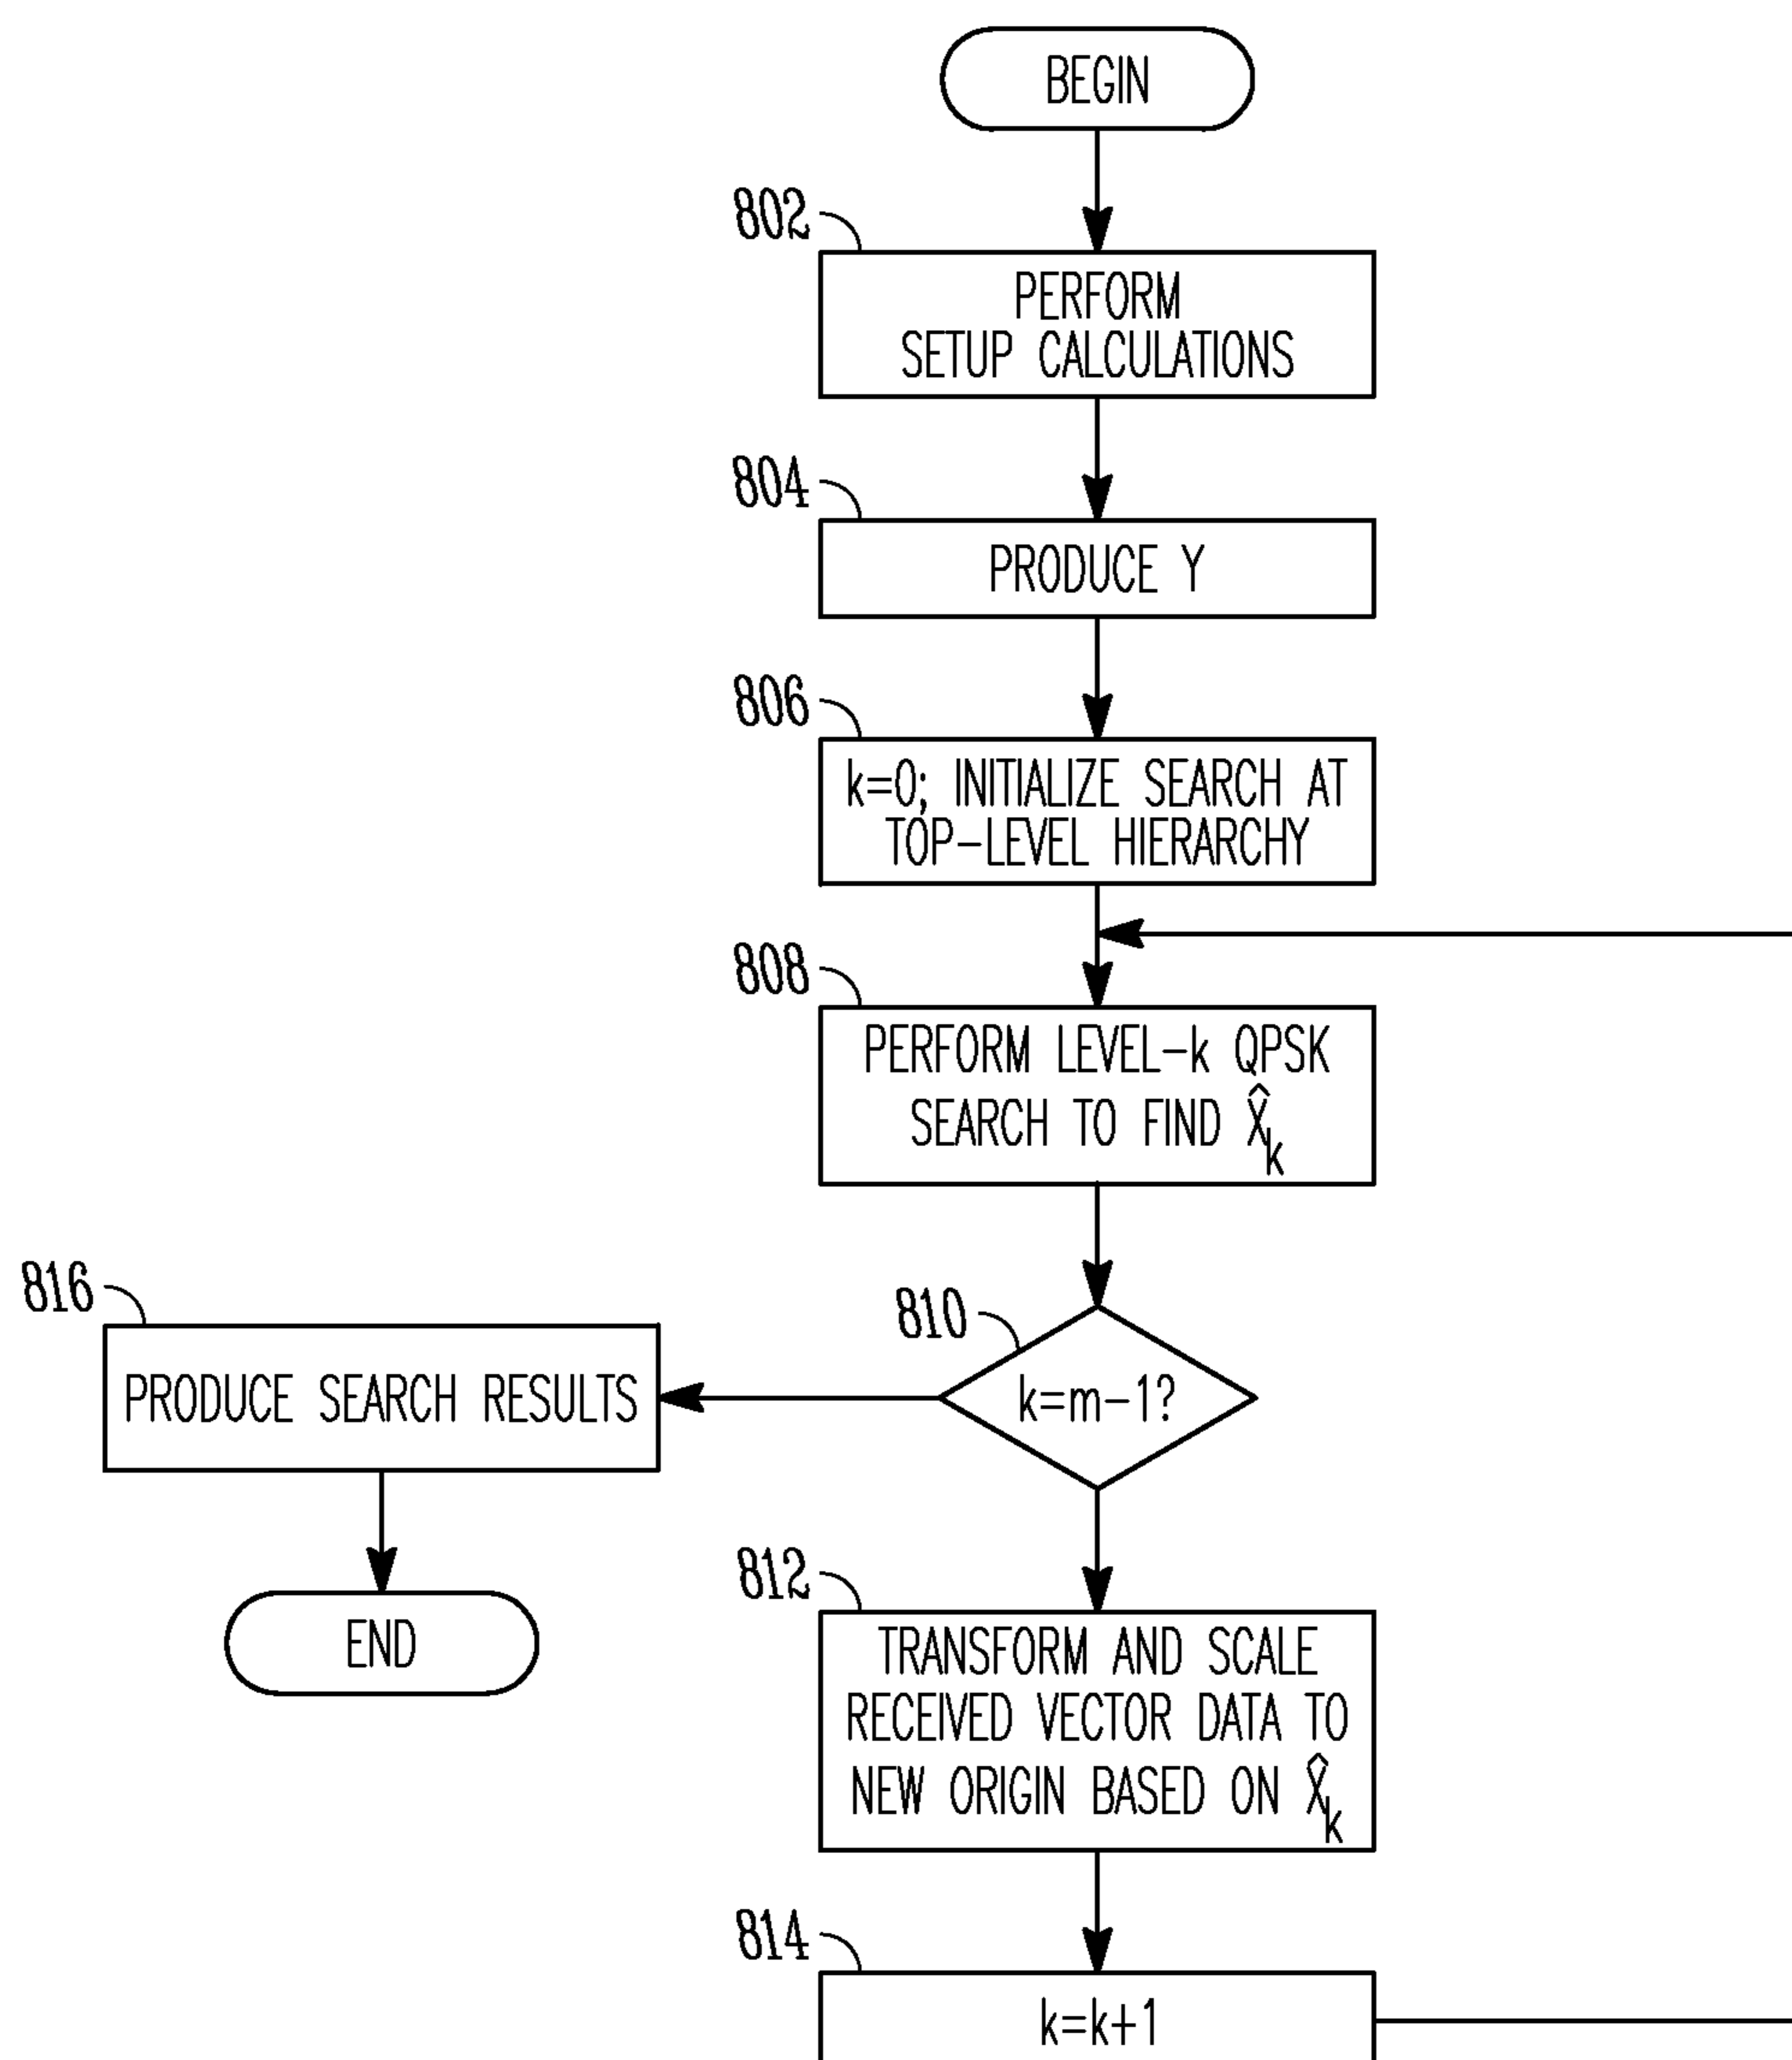 BEGIN
802
PERFORM
SETUP CALCULATIONS
804
PRODUCE Y
806
k=0; INITIALIZE SEARCH AT
TOP-LEVEL HIERARCHY
808
PERFORM LEVEL-k QPSK
SEARCH TO FIND X̂k
810
k=m-1?
816
PRODUCE SEARCH RESULTS
END
812
TRANSFORM AND SCALE
RECEIVED VECTOR DATA TO
NEW ORIGIN BASED ON X̂k
814
k=k+1